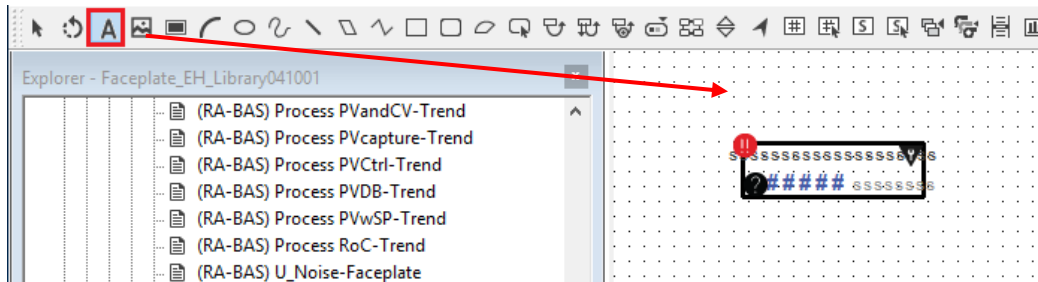 A
S S
Explorer - Faceplate_EH_Library041001
(RA-BAS) Process PVandCV-Trend
(RA-BAS) Process PVcapture-Trend
(RA-BAS) Process PVCtrl-Trend
(RA-BAS) Process PVDB-Trend
(RA-BAS) Process PVwSP-Trend
(RA-BAS) Process RoC-Trend
(RA-BAS) U_Noise-Faceplate
!!
? ##### ssssssss